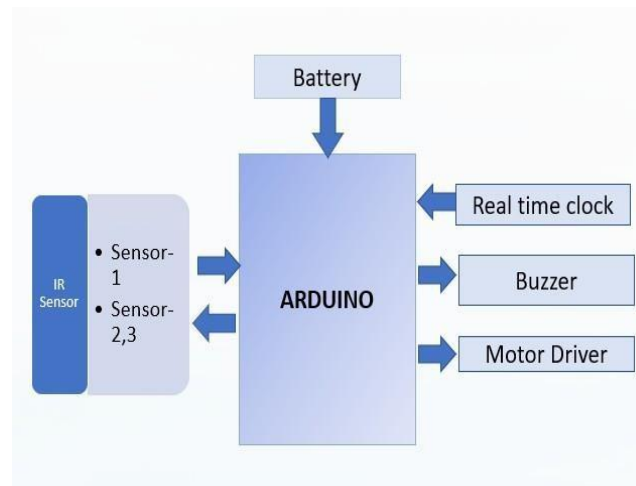 Battery
Real time clock
IR
Sensor
• Sensor-
1
• Sensor-
2,3
ARDUINO
Buzzer
Motor Driver